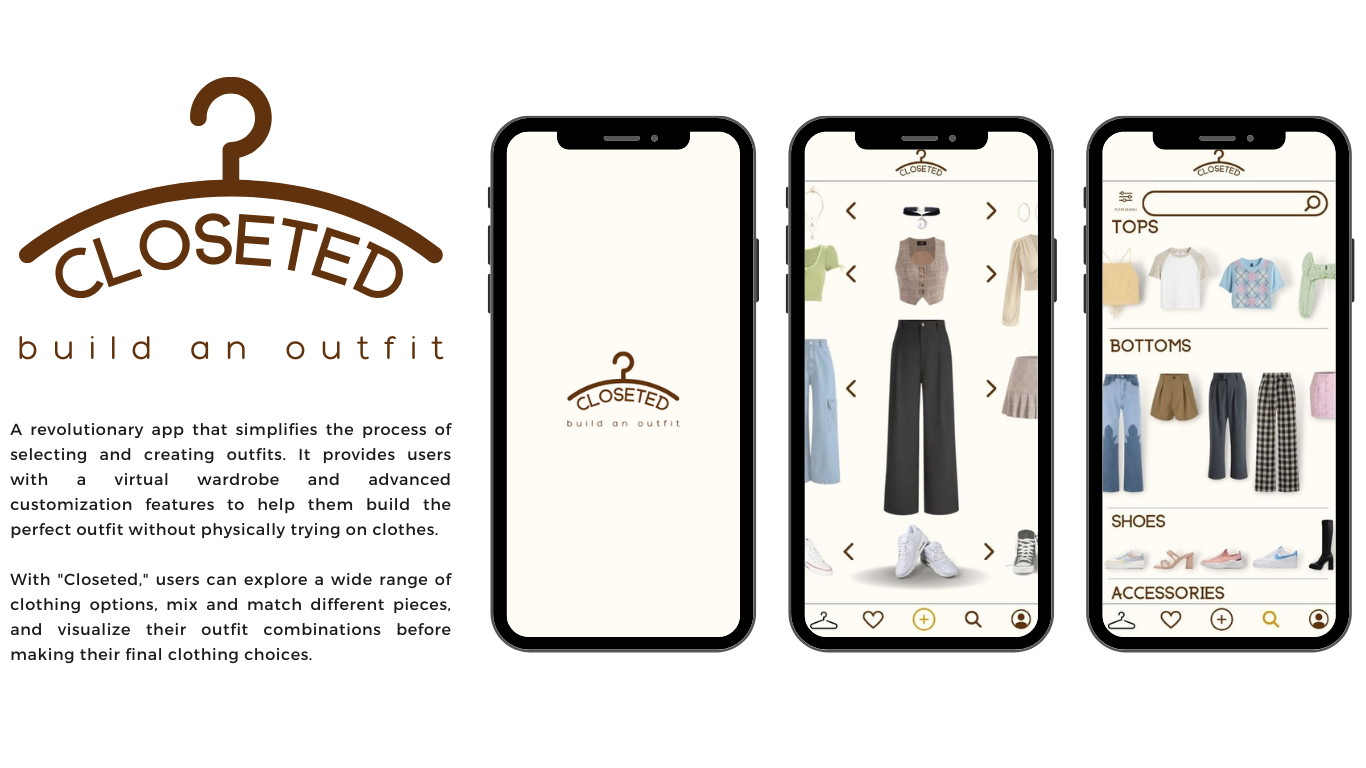 CLOSETED
build an outfit
A revolutionary app that simplifies the process of
selecting and creating outfits. It provides users
with a virtual wardrobe and advanced
customization features to help them build the
perfect outfit without physically trying on clothes.
With "Closeted," users can explore a wide range of
clothing options, mix and match different pieces,
and visualize their outfit combinations before
making their final clothing choices.
CLOSETED
build an outfit
CLOSETED
CLOSETED
TOPS
BOTTOMS
SHOES
ACCESSORIES